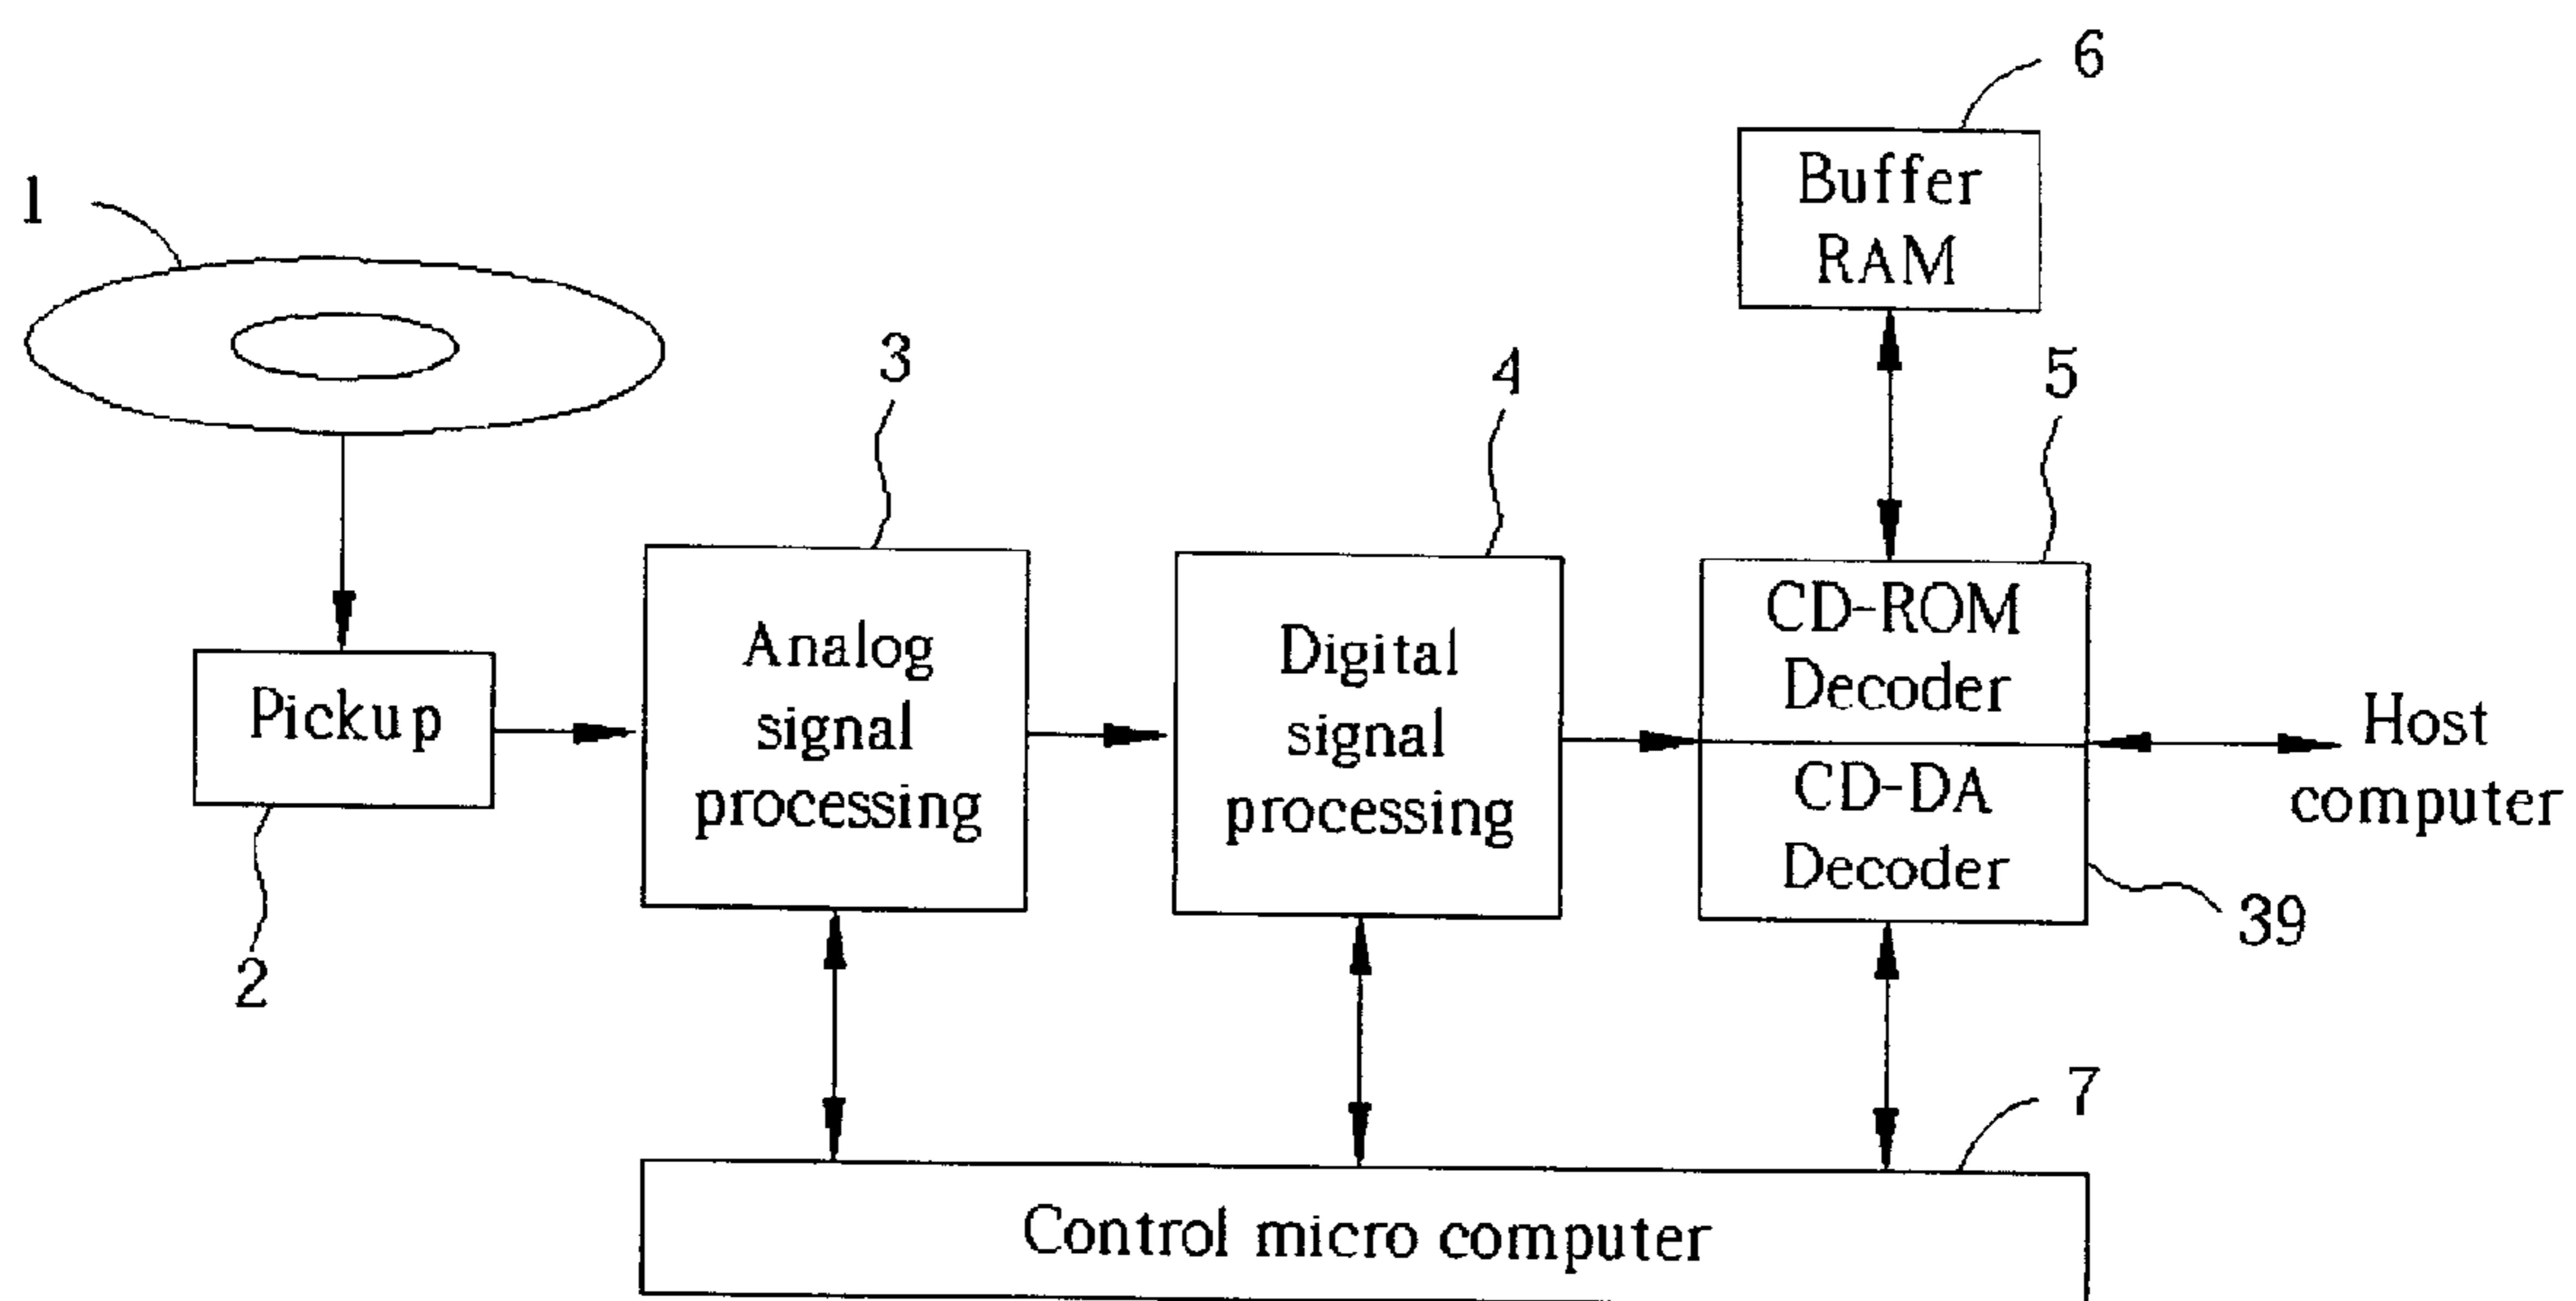 6
Buffer
RAM
1
3
4
5
CD-ROM
Decoder
Analog
signal
processing
Digital
signal
processing
Pickup
Host
computer
CD-DA
Decoder
39
2
7
Control micro computer